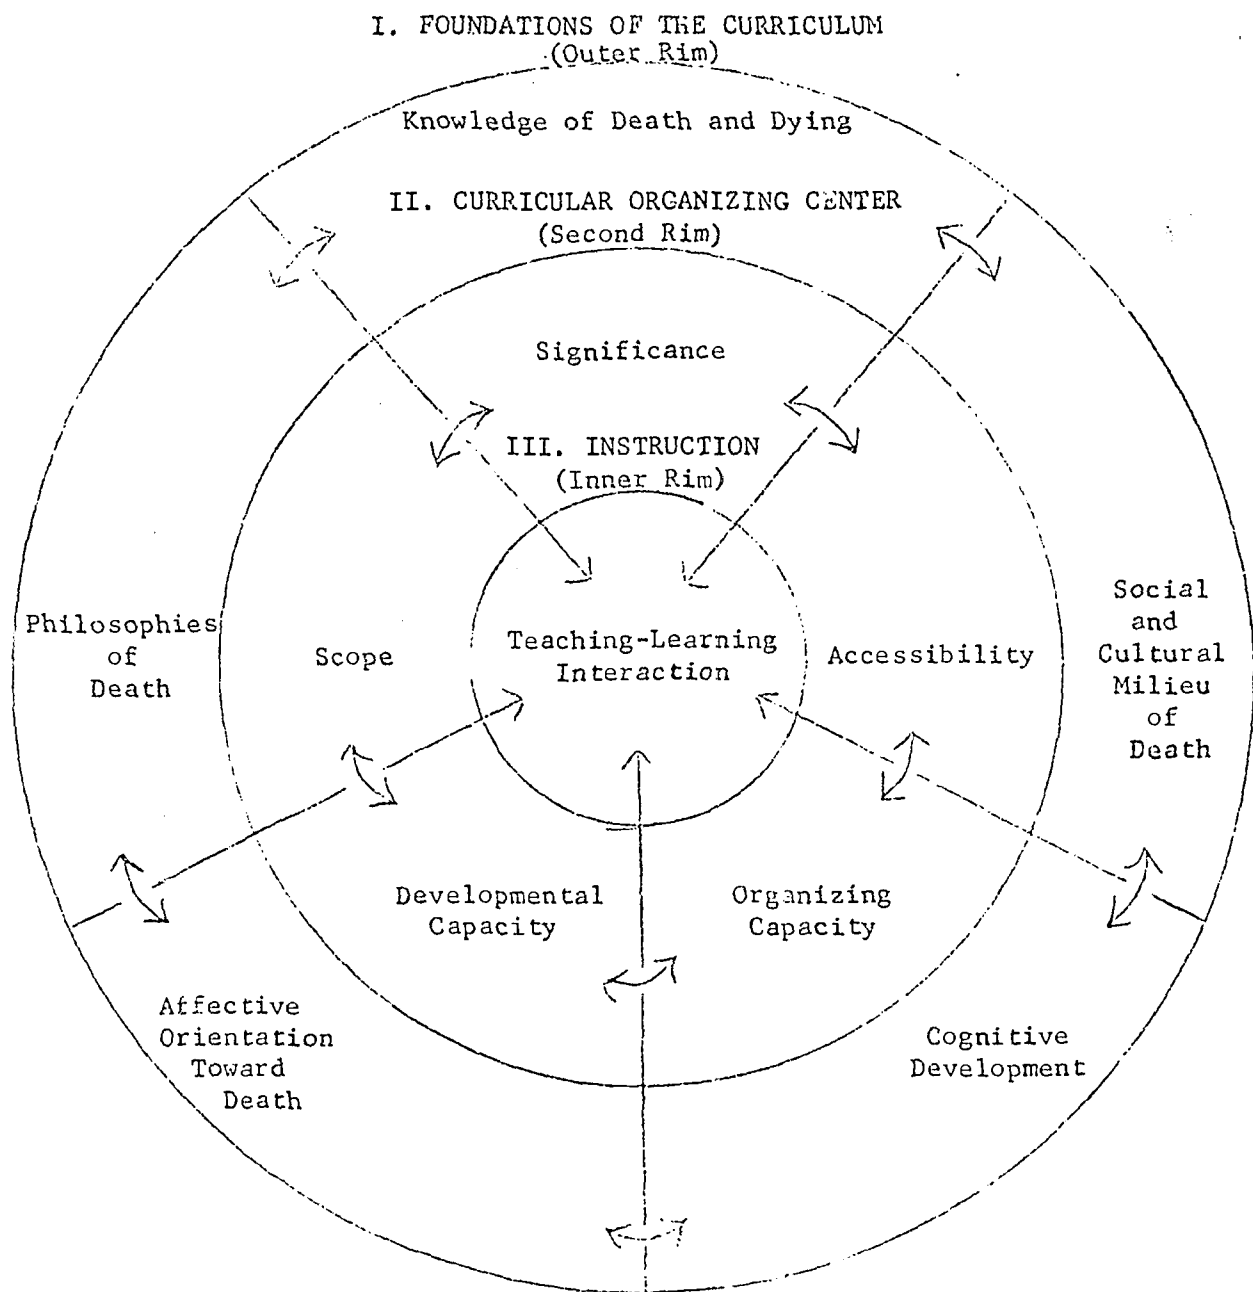 I. FOUNDATIONS OF THE CURRICULUM
(Outer Rim)
Knowledge of Death and Dying
II. CURRICULAR ORGANIZING CENTER
(Second Rim)
Significance
III. INSTRUCTION
(Inner Rim)
Philosophies
of
Death
Scope
Teaching-Learning
Interaction
Accessibility
Social
and
Cultural
Milieu
of
Death
Developmental
Capacity
Organizing
Capacity
Affective
Orientation
Toward
Death
Cognitive
Development